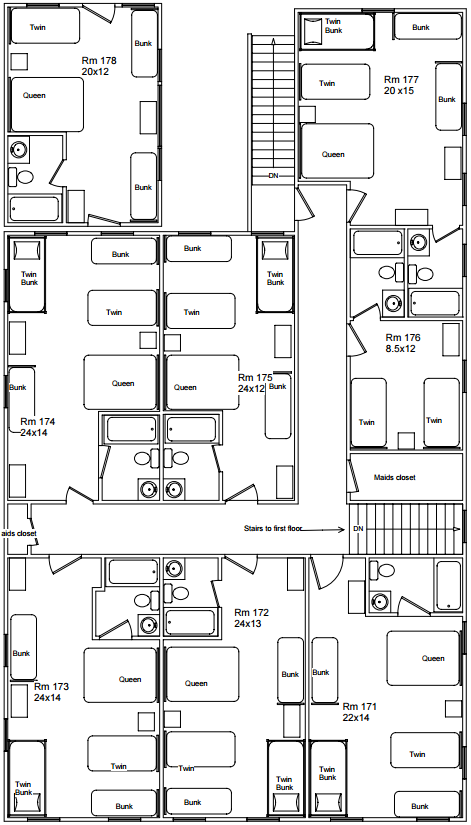 Twin
Bunk
Rm 178
20x12
Queen
Bunk
Twin
Bunk
Bunk
Twin
Rm 177
20 x15
Bunk
Queen
DN
Twin
Bunk
Bunk
Twin
Queen
Bunk
Rm 174
24x14
Bunk
Twin
Bunk
Twin
Queen
Rm 175
24x12
Bunk
Rm 176
8.5x12
Twin
Twin
Maids closet
aids closet
Stairs to first floor
DN
Bunk
Queen
Rm 173
24x14
Twin
Twin
Bunk
Bunk
Rm 172
24x13
Queen
Bunk
Twin
Bunk
Twin
Bunk
Queen
Bunk
Rm 171
22x14
Twin
Twin
Bunk
Bunk